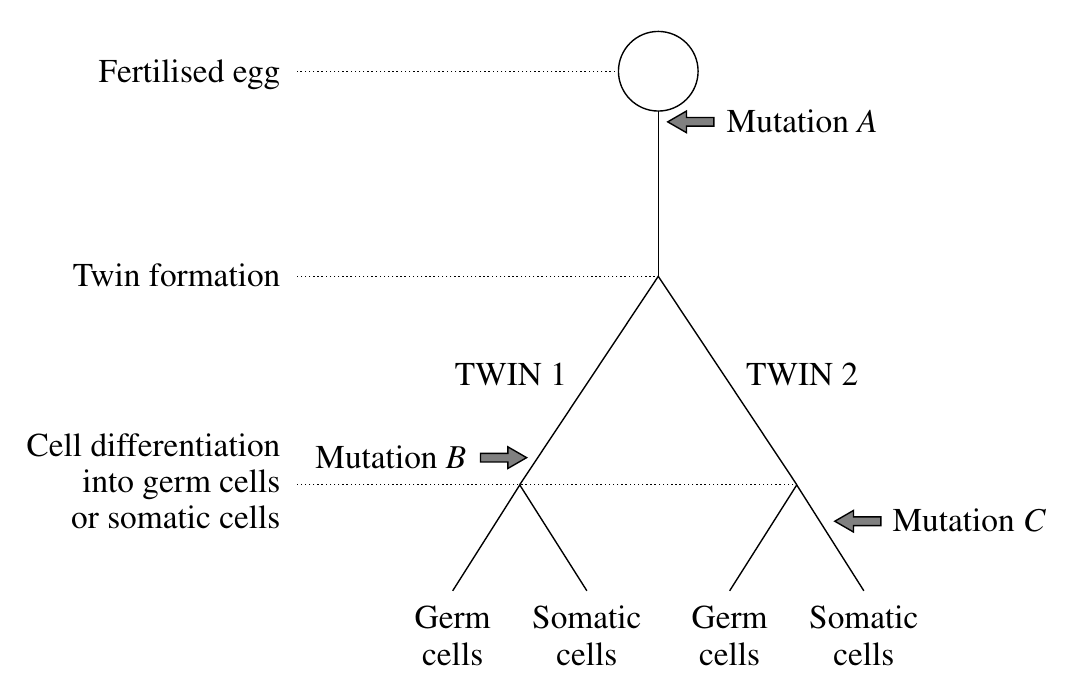 Fertilised egg
Mutation A
Twin formation
TWIN 1
TWIN 2
Cell differentiation
into germ cells
or somatic cells
Mutation B
Mutation C
Germ
cells
Somatic
cells
Germ
cells
Somatic
cells